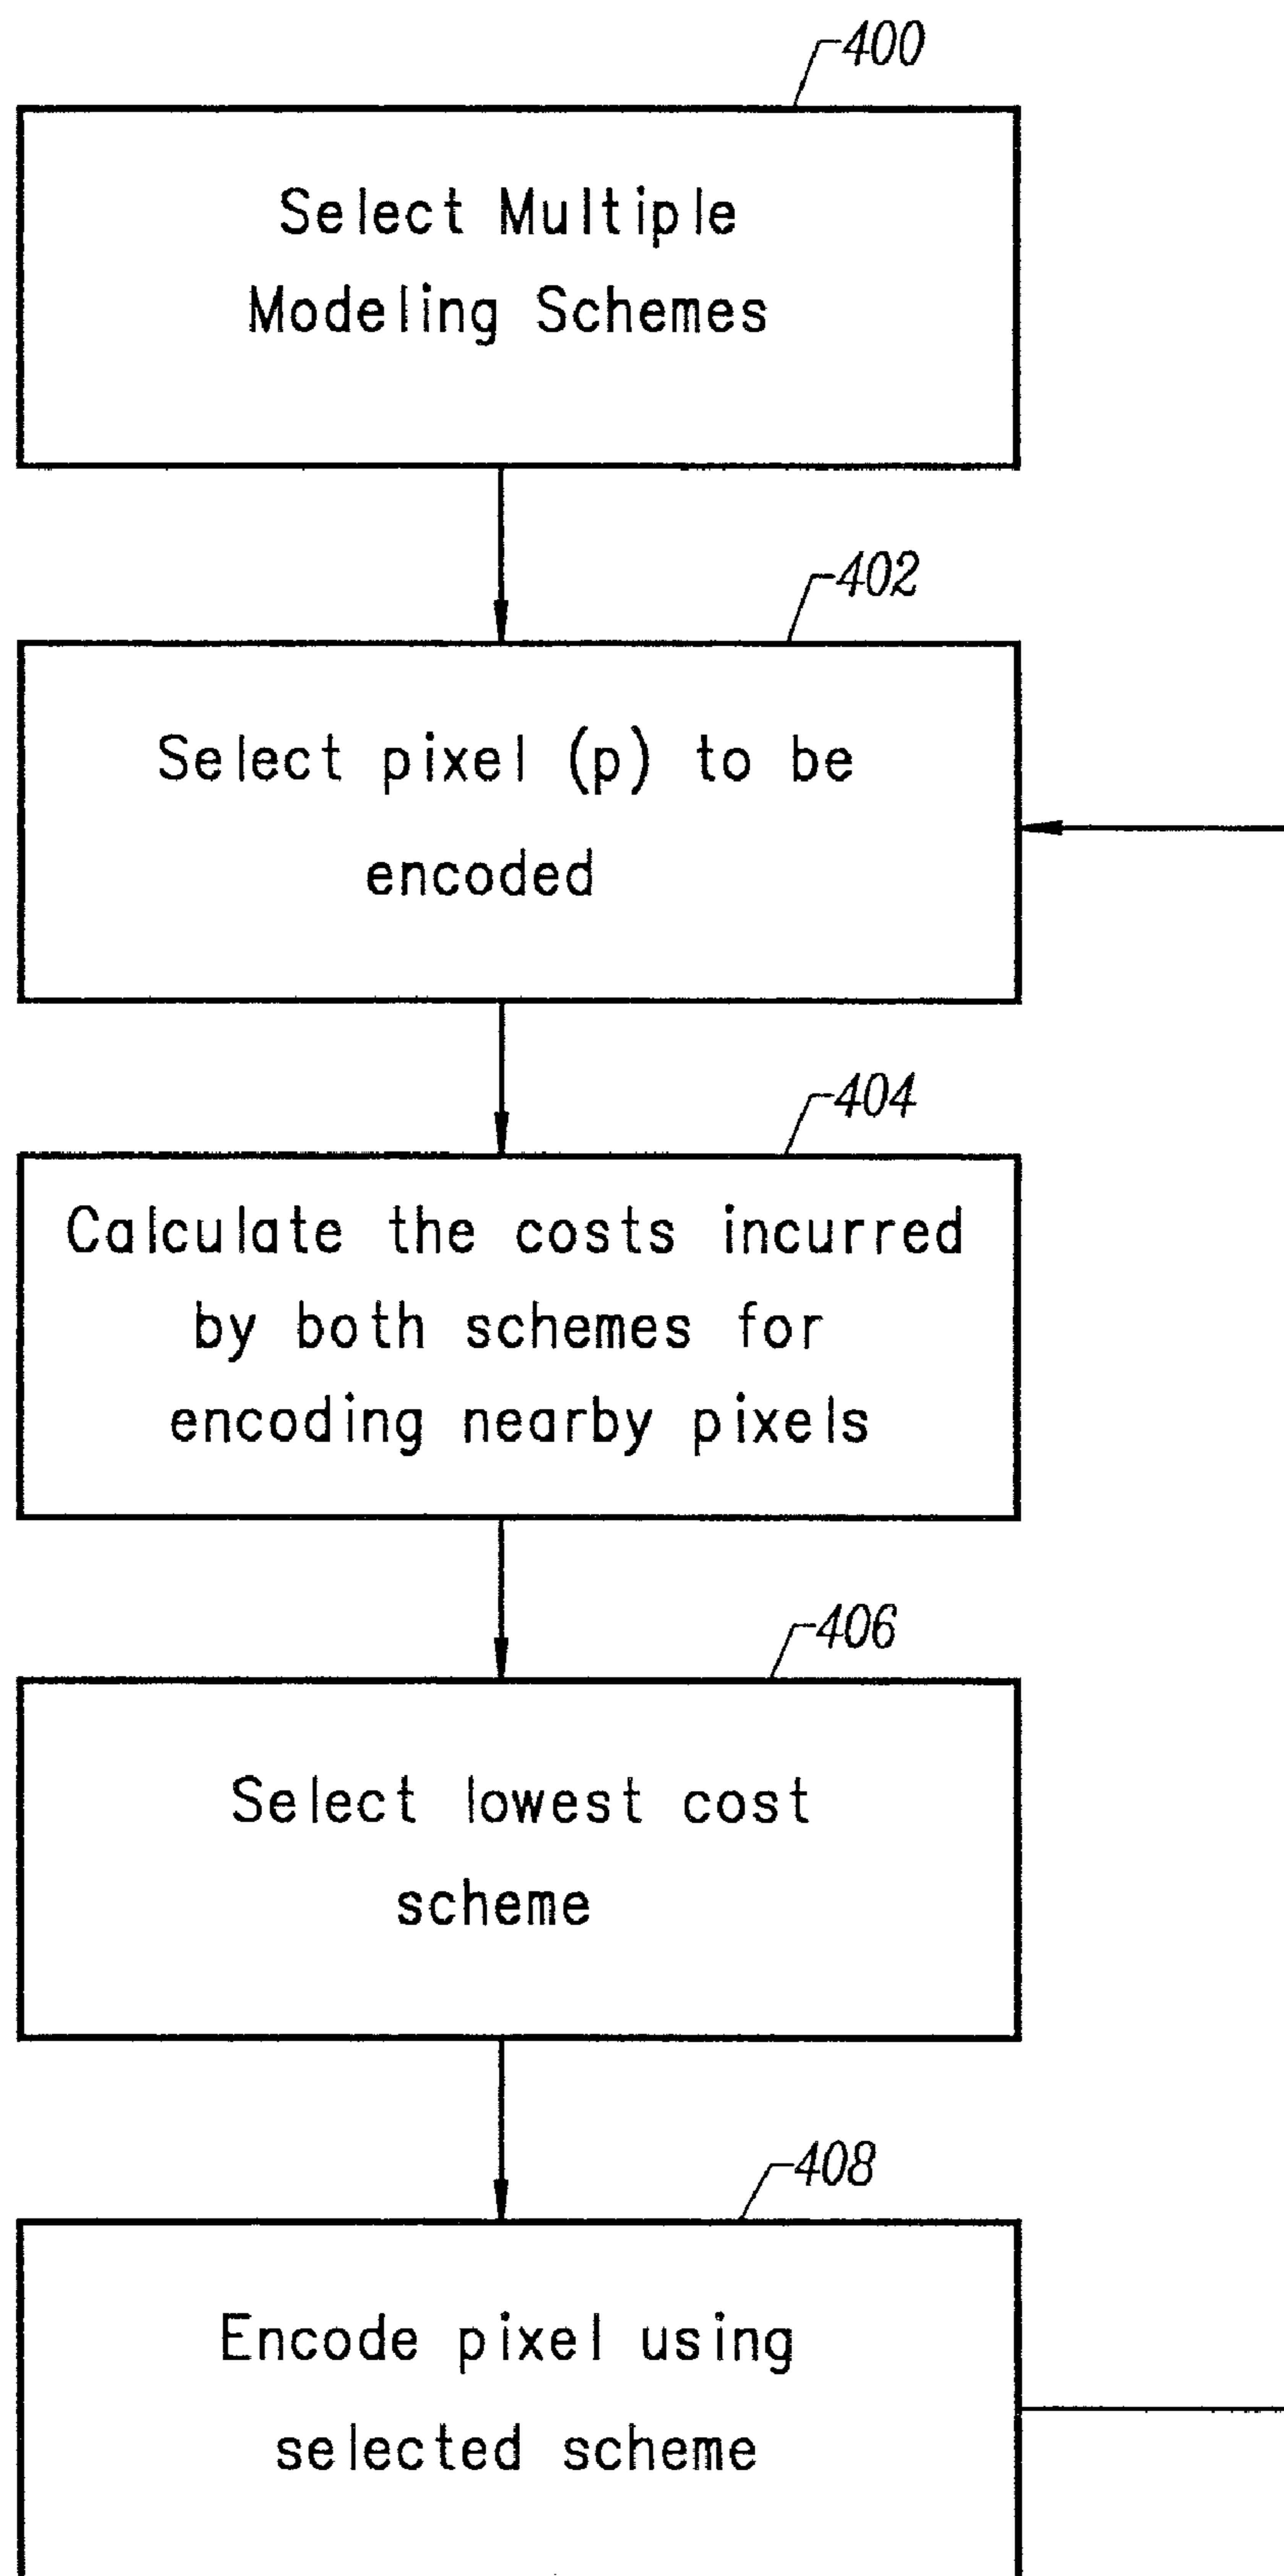 400
Select Multiple
Modeling Schemes
402
Select pixel (p) to be
encoded
404
Calculate the costs incurred
by both schemes for
encoding nearby pixels
406
Select lowest cost
scheme
408
Encode pixel using
selected scheme